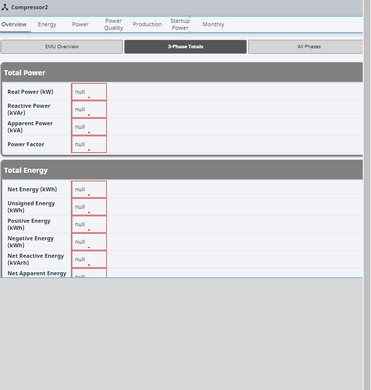 Compressor2
Overview Energy Power Power Quality Production Startup Power Monthly
EMU Overview 3-Phase Totals All Phases
Total Power
Real Power (kW) null
Reactive Power (kVAr) null
Apparent Power (kVA) null
Power Factor null
Total Energy
Net Energy (kWh) null
Unsigned Energy (kWh) null
Positive Energy (kWh) null
Negative Energy (kWh) null
Net Reactive Energy (kVArh) null
Net Apparent Energy null